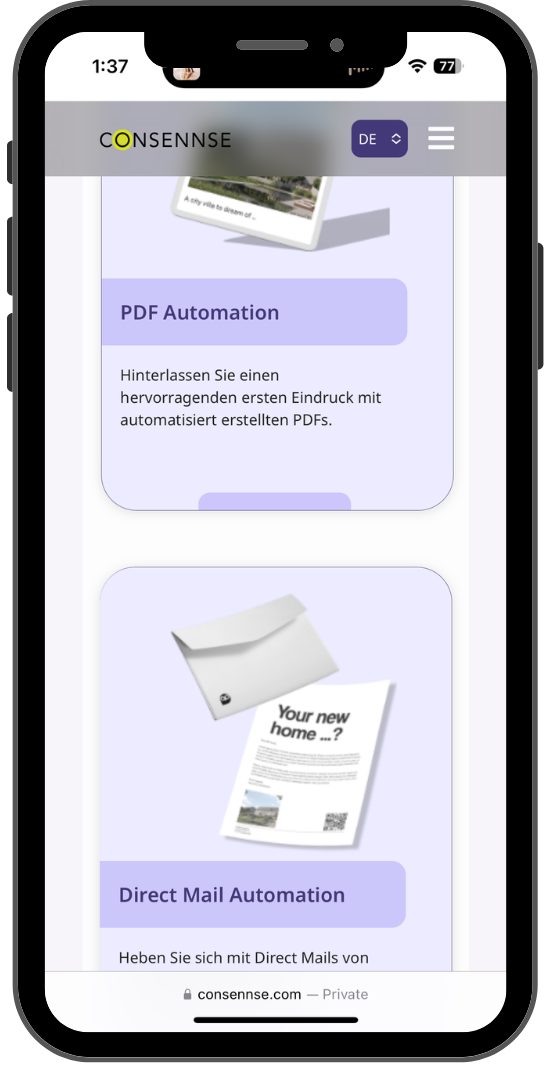 1:37
77
CONSENNSE
DE
A city villa to dream of ..
PDF Automation
Hinterlassen Sie einen
hervorragenden ersten Eindruck mit
automatisiert erstellten PDFs.
Your new
home ...?
Direct Mail Automation
Heben Sie sich mit Direct Mails von
consennse.com — Private